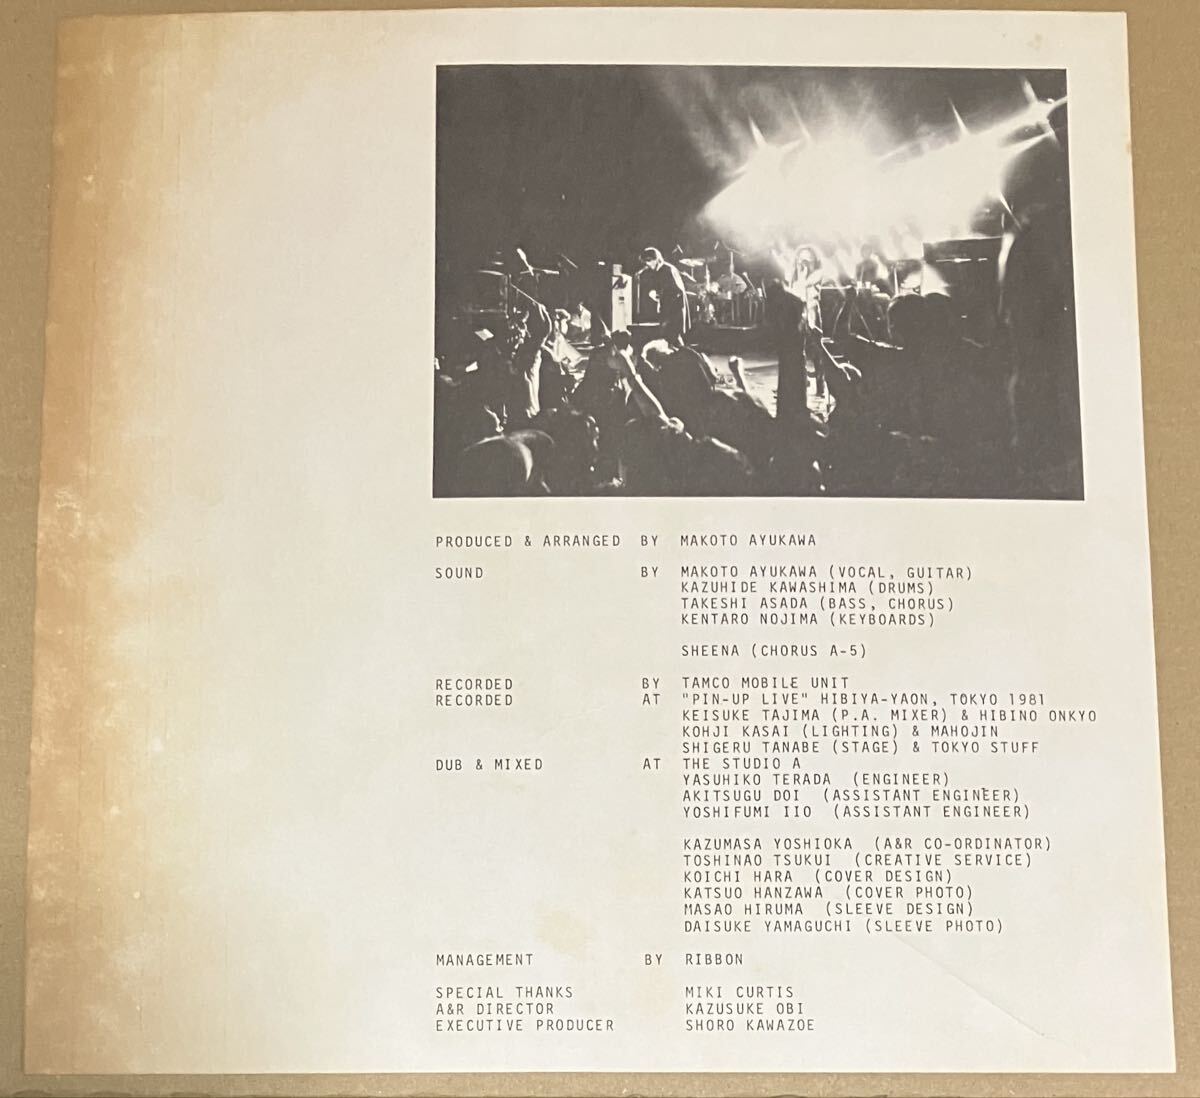 PRODUCED & ARRANGED BY MAKOTO AYUKAWA
SOUND BY MAKOTO AYUKAWA (VOCAL, GUITAR)
KAZUHIDE KAWASHIMA (DRUMS)
TAKESHI ASADA (BASS, CHORUS)
KENTARO NOJIMA (KEYBOARDS)
SHEENA (CHORUS A-5)
RECORDED BY TAMCO MOBILE UNIT
RECORDED AT "PIN-UP LIVE" HIBIYA-YAON, TOKYO 1981
KEISUKE TAJIMA (P.A. MIXER) & HIBINO ONKYO
KOHJI KASAI (LIGHTING) & MAHOJIN
SHIGERU TANABE (STAGE) & TOKYO STUFF
DUB & MIXED AT THE STUDIO A
YASUHIKO TERADA (ENGINEER)
AKITSUGU DOI (ASSISTANT ENGINEER)
YOSHIFUMI IIO (ASSISTANT ENGINEER)
KAZUMASA YOSHIOKA (A&R CO-ORDINATOR)
TOSHINAO TSUKUI (CREATIVE SERVICE)
KOICHI HARA (COVER DESIGN)
KATSUO HANZAWA (COVER PHOTO)
MASAO HIRUMA (SLEEVE DESIGN)
DAISUKE YAMAGUCHI (SLEEVE PHOTO)
MANAGEMENT BY RIBBON
SPECIAL THANKS MIKI CURTIS
A&R DIRECTOR KAZUSUKE OBI
EXECUTIVE PRODUCER SHORO KAWAZOE